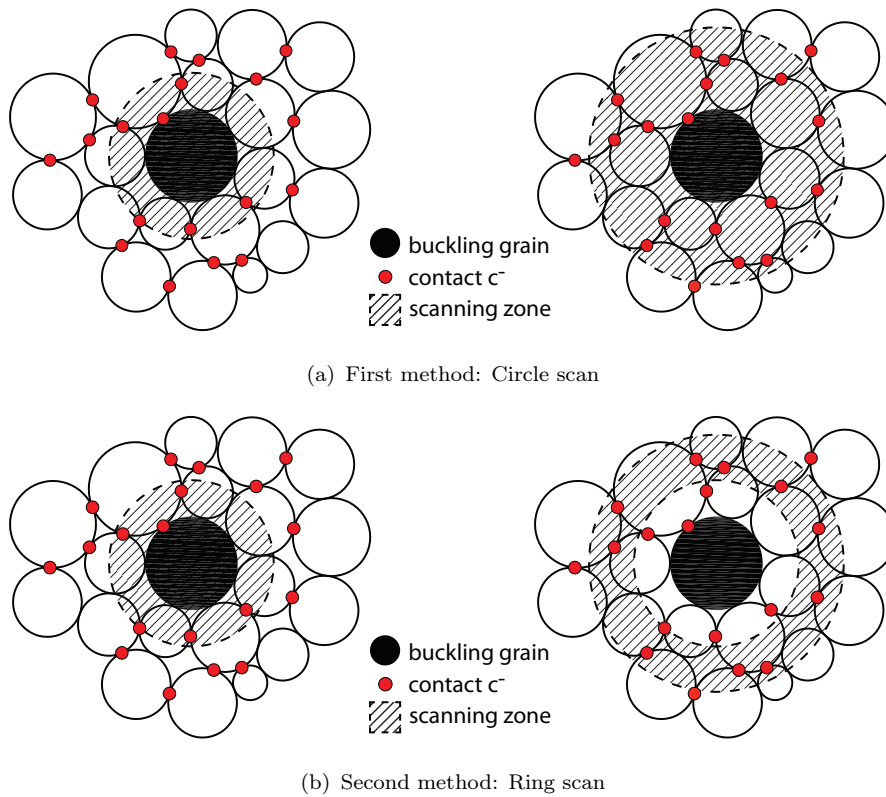 buckling grain
contact c⁻
scanning zone
(a) First method: Circle scan
buckling grain
contact c⁻
scanning zone
(b) Second method: Ring scan